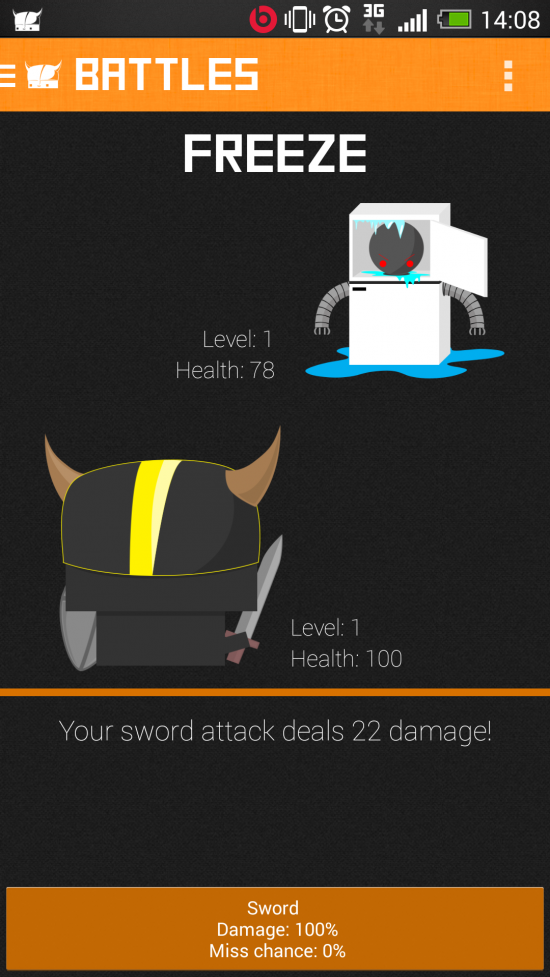 3G
14:08
BATTLES
FREEZE
Level: 1
Health: 78
Level: 1
Health: 100
Your sword attack deals 22 damage!
Sword
Damage: 100%
Miss chance: 0%